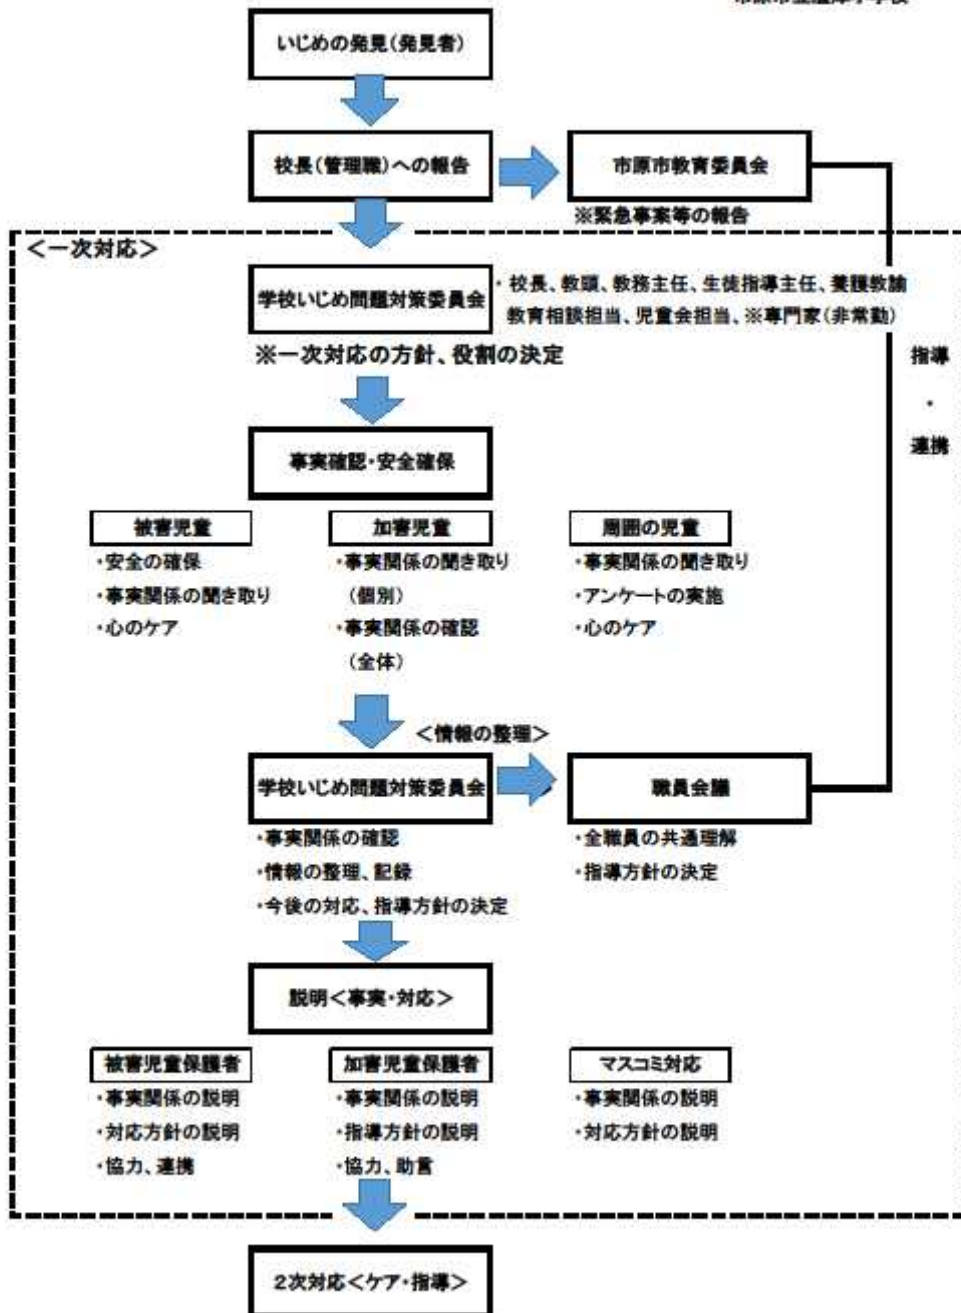 いじめの発見(発見者)
校長(管理職)への報告
市原市教育委員会
※緊急事案等の報告
<一次対応>
学校いじめ問題対策委員会
・校長、教頭、教務主任、生徒指導主任、養護教諭
教育相談担当、児童会担当、※専門家(非常勤)
※一次対応の方針、役割の決定
指導
・
連携
事実確認・安全確保
被害児童
・安全の確保
・事実関係の聞き取り
・心のケア
加害児童
・事実関係の聞き取り
(個別)
・事実関係の確認
(全体)
周囲の児童
・事実関係の聞き取り
・アンケートの実施
・心のケア
<情報の整理>
学校いじめ問題対策委員会
・事実関係の確認
・情報の整理、記録
・今後の対応、指導方針の決定
職員会議
・全職員の共通理解
・指導方針の決定
説明<事実・対応>
被害児童保護者
・事実関係の説明
・対応方針の説明
・協力、連携
加害児童保護者
・事実関係の説明
・指導方針の説明
・協力、助言
マスコミ対応
・事実関係の説明
・対応方針の説明
2次対応<ケア・指導>